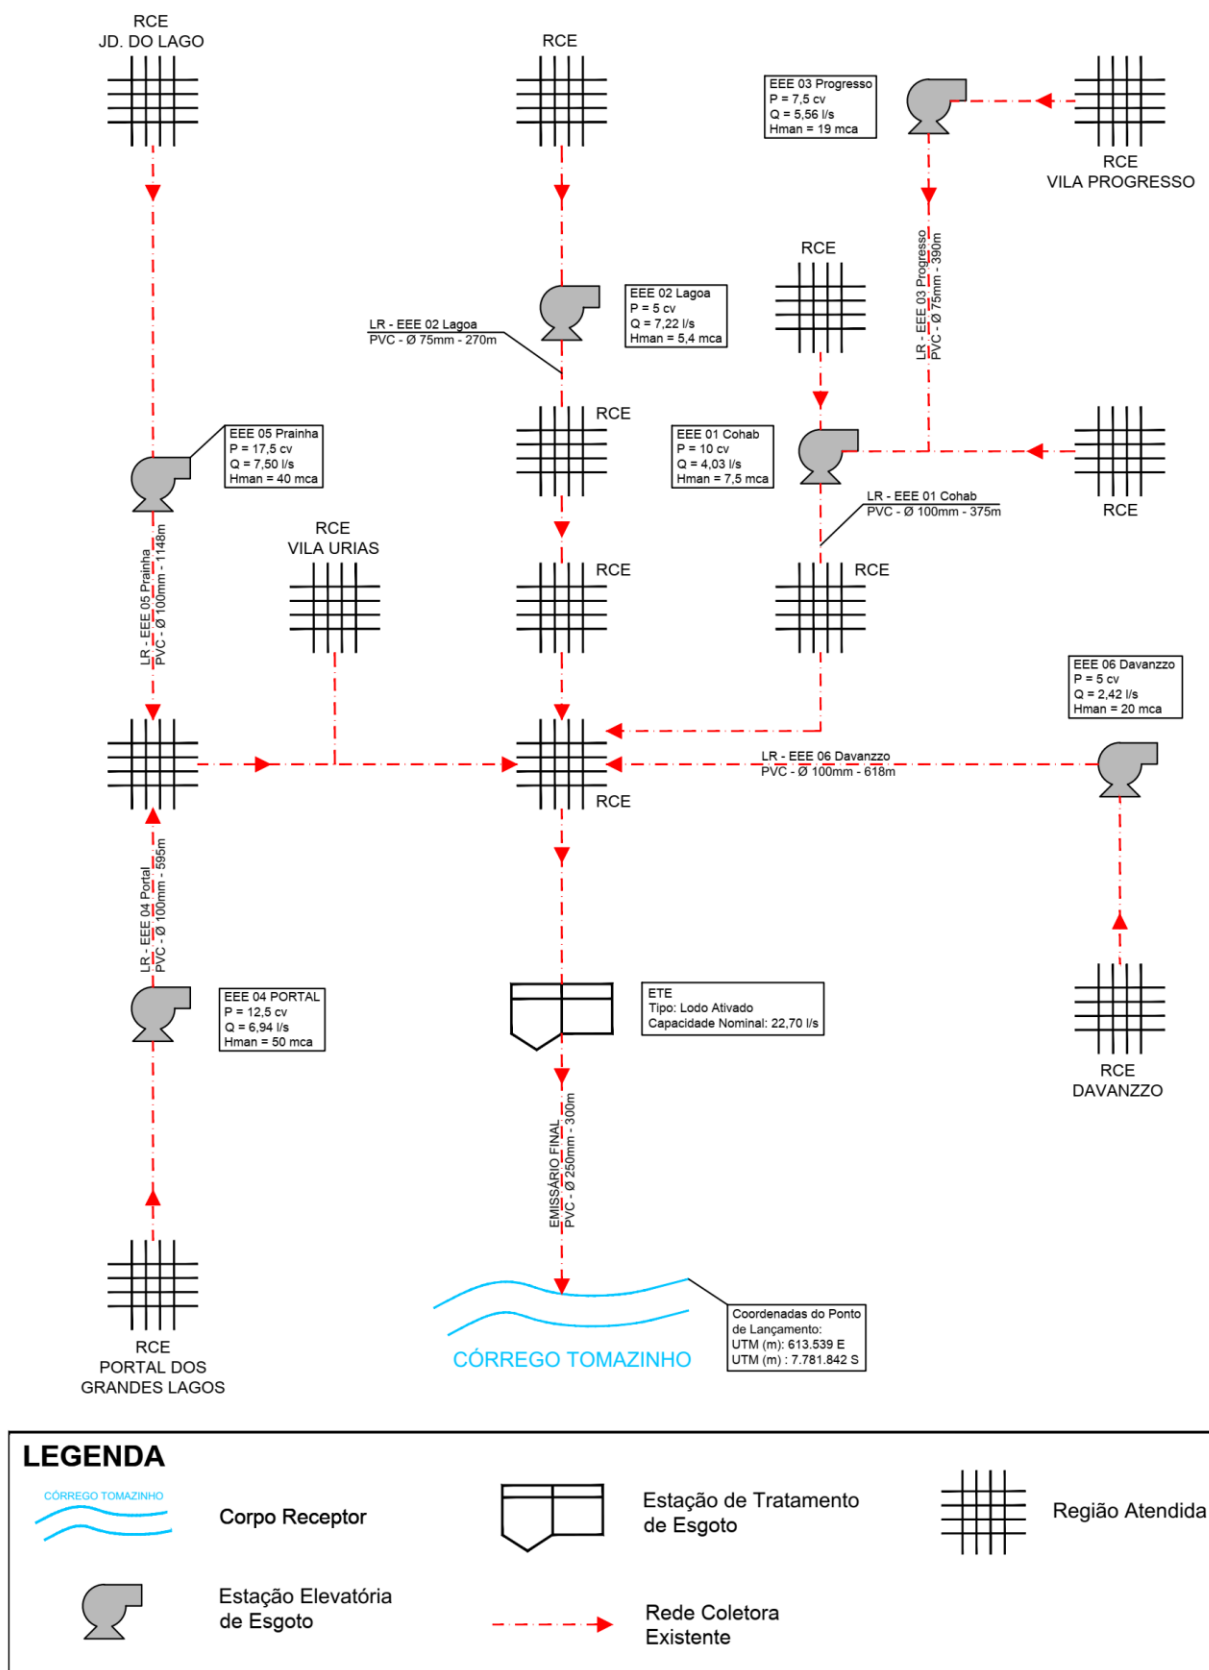 RCE
JD. DO LAGO
RCE
EEE 03 Progresso
P = 7,5 cv
Q = 5,56 l/s
Hman = 19 mca
RCE
VILA PROGRESSO
LR - EEE 03 Progresso
PVC - Ø 75mm - 390m
RCE
EEE 02 Lagoa
P = 5 cv
Q = 7,22 l/s
Hman = 5,4 mca
LR - EEE 02 Lagoa
PVC - Ø 75mm - 270m
RCE
EEE 05 Prainha
P = 17,5 cv
Q = 7,50 l/s
Hman = 40 mca
EEE 01 Cohab
P = 10 cv
Q = 4,03 l/s
Hman = 7,5 mca
LR - EEE 01 Cohab
PVC - Ø 100mm - 375m
RCE
RCE
VILA URIAS
LR - EEE 05 Prainha
PVC - Ø 100mm - 1148m
RCE
RCE
EEE 06 Davanzzo
P = 5 cv
Q = 2,42 l/s
Hman = 20 mca
LR - EEE 06 Davanzzo
PVC - Ø 100mm - 618m
RCE
LR - EEE 04 Portal
PVC - Ø 100mm - 595m
EEE 04 PORTAL
P = 12,5 cv
Q = 6,94 l/s
Hman = 50 mca
ETE
Tipo: Lodo Ativado
Capacidade Nominal: 22,70 l/s
RCE
DAVANZZO
EMISSÁRIO FINAL
PVC - Ø 250mm - 300m
RCE
PORTAL DOS
GRANDES LAGOS
CÓRREGO TOMAZINHO
Coordenadas do Ponto
de Lançamento:
UTM (m): 613.539 E
UTM (m) : 7.781.842 S
LEGENDA
CÓRREGO TOMAZINHO
Corpo Receptor
Estação de Tratamento
de Esgoto
Região Atendida
Estação Elevatória
de Esgoto
Rede Coletora
Existente